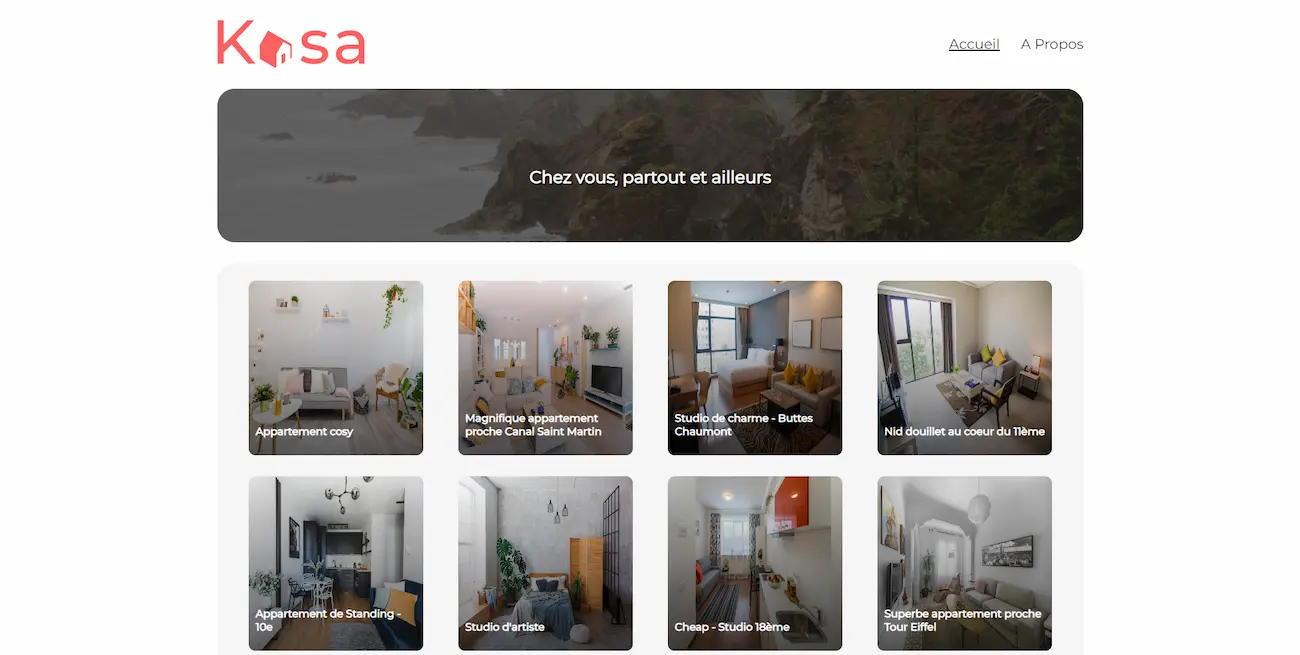 Kasa
Accueil
A Propos
Chez vous, partout et ailleurs
Appartement cosy
Magnifique appartement
proche Canal Saint Martin
Studio de charme - Buttes
Chaumont
Nid douillet au coeur du 11ème
Appartement de Standing -
10e
Studio d'artiste
Cheap - Studio 18ème
Superbe appartement proche
Tour Eiffel